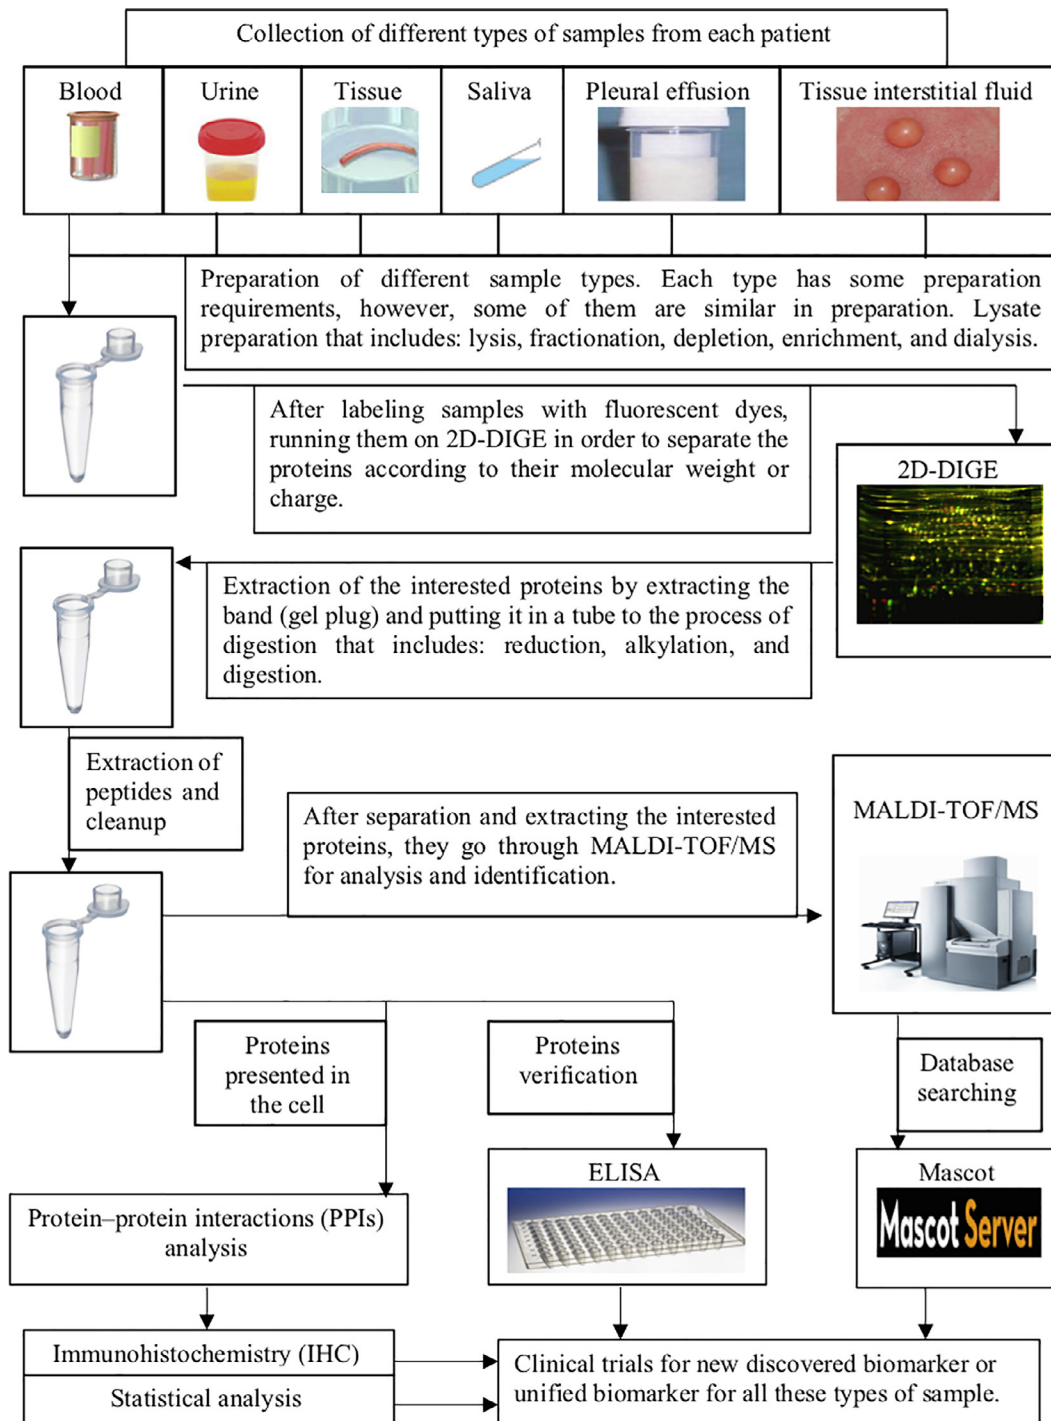 Collection of different types of samples from each patient
Blood
Urine
Tissue
Saliva
Pleural effusion
Tissue interstitial fluid
Preparation of different sample types. Each type has some preparation
requirements, however, some of them are similar in preparation. Lysate
preparation that includes: lysis, fractionation, depletion, enrichment, and dialysis.
After labeling samples with fluorescent dyes,
running them on 2D-DIGE in order to separate the
proteins according to their molecular weight or
charge.
2D-DIGE
Extraction of the interested proteins by extracting the
band (gel plug) and putting it in a tube to the process of
digestion that includes: reduction, alkylation, and
digestion.
Extraction of
peptides and
cleanup
After separation and extracting the interested
proteins, they go through MALDI-TOF/MS
for analysis and identification.
MALDI-TOF/MS
Proteins
presented in
the cell
Proteins
verification
Database
searching
ELISA
Mascot
Mascot Server
Protein–protein interactions (PPIs)
analysis
Immunohistochemistry (IHC)
Statistical analysis
Clinical trials for new discovered biomarker or
unified biomarker for all these types of sample.